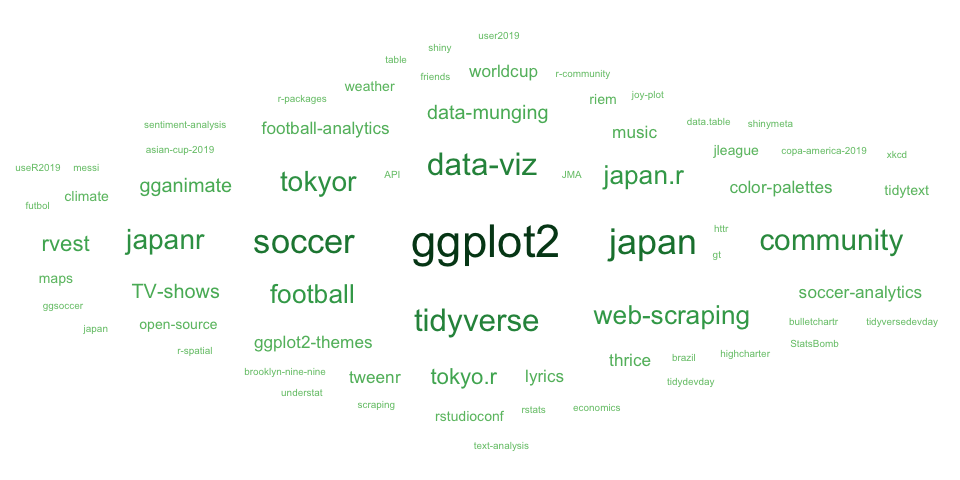 user2019
shiny
table
friends
worldcup
r-community
weather
r-packages
riem
joy-plot
data-munging
sentiment-analysis
football-analytics
music
data.table
shinymeta
asian-cup-2019
jleague
copa-america-2019
xkcd
useR2019
messi
data-viz
tokyor
API
JMA
japan.r
gganimate
color-palettes
tidytext
climate
futbol
rvest
japanr
soccer
ggplot2
japan
httr
gt
community
maps
TV-shows
football
soccer-analytics
ggsoccer
tidyverse
web-scraping
bulletchartr
tidyversedevday
japan
open-source
ggplot2-themes
StatsBomb
r-spatial
thrice
brazil
highcharter
brooklyn-nine-nine
tweenr
tokyo.r
lyrics
tidydevday
understat
scraping
rstudioconf
rstats
economics
text-analysis